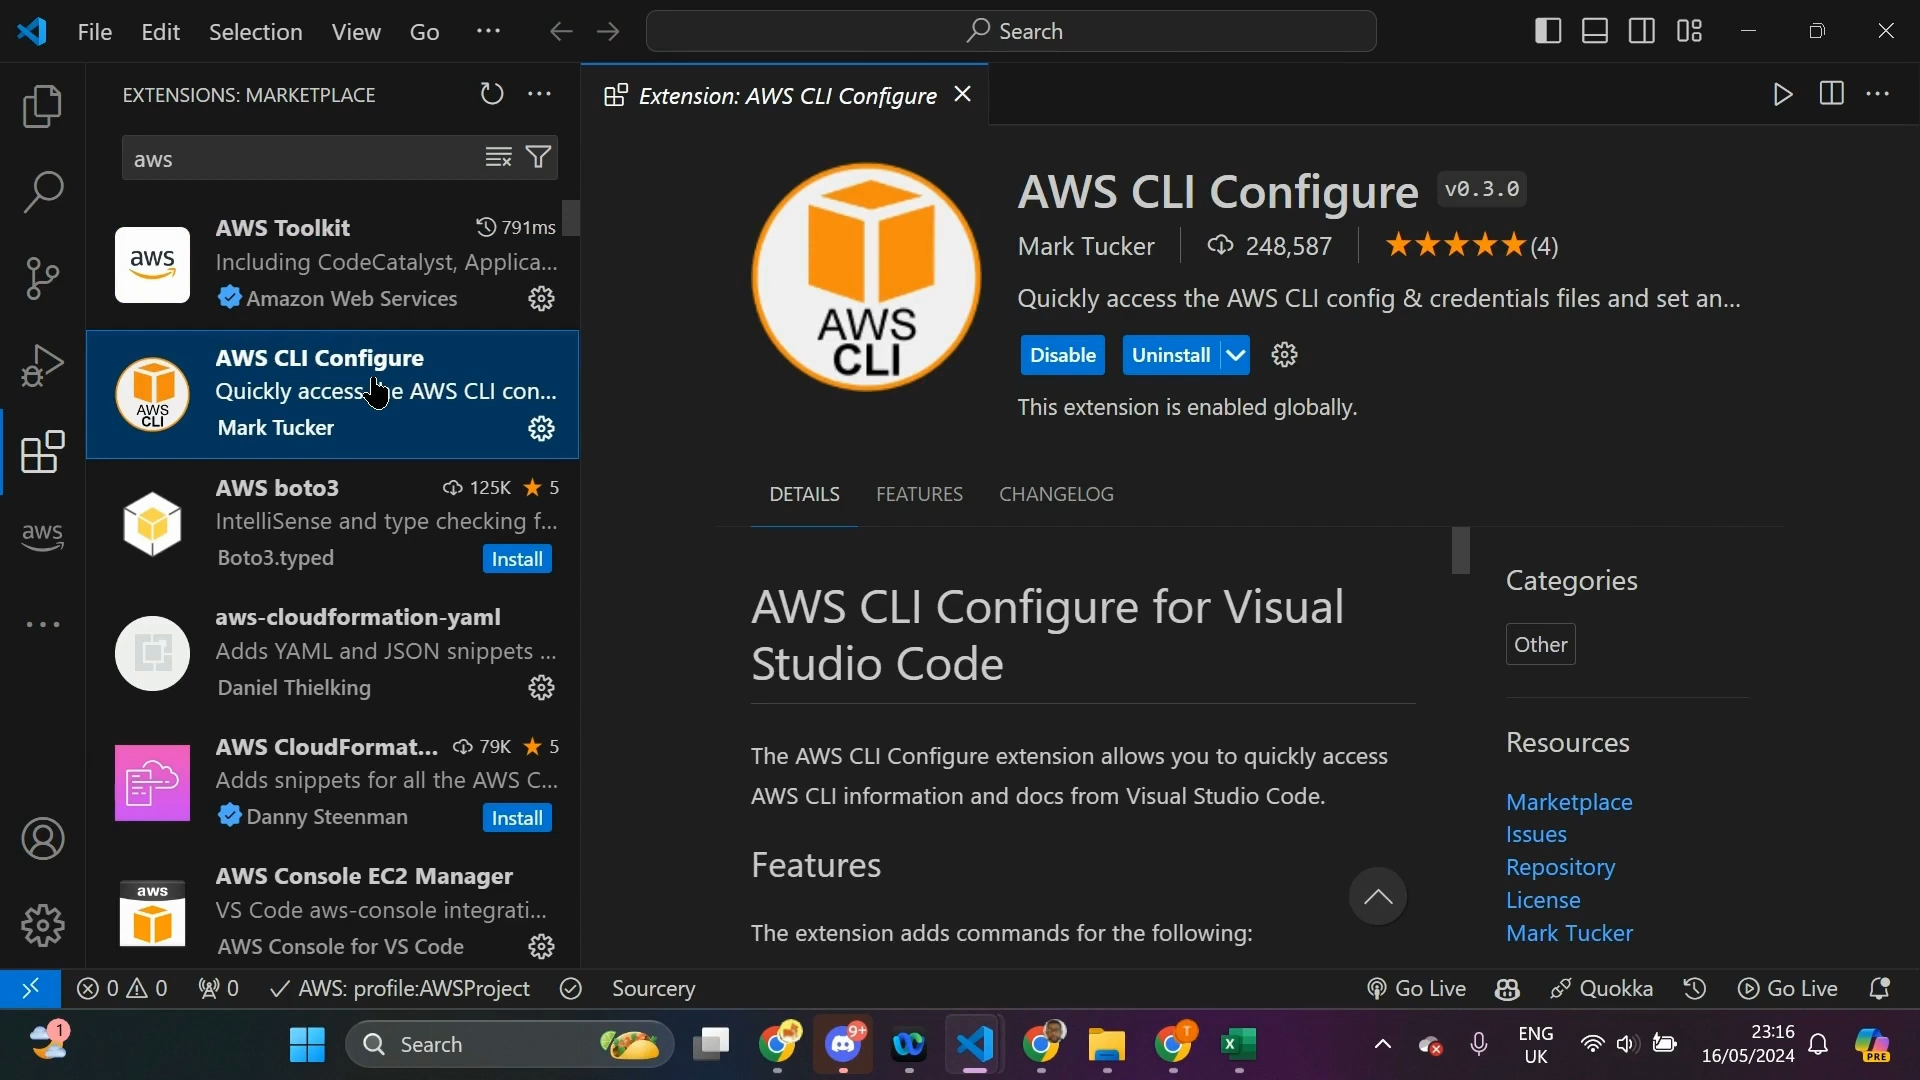 File Edit Selection View Go ···
Search
EXTENSIONS: MARKETPLACE
aws
AWS Toolkit 791ms
Including CodeCatalyst, Applica...
Amazon Web Services
aws
AWS CLI Configure
Quickly access the AWS CLI con...
Mark Tucker
AWS CLI
AWS boto3 125K 5
IntelliSense and type checking f...
Boto3.typed Install
aws-cloudformation-yaml
Adds YAML and JSON snippets ...
Daniel Thielking
AWS CloudFormat... 79K 5
Adds snippets for all the AWS C...
Danny Steenman Install
AWS Console EC2 Manager
VS Code aws-console integrati...
AWS Console for VS Code
aws
aws
Extension: AWS CLI Configure
AWS
CLI
AWS CLI Configure v0.3.0
Mark Tucker 248,587 (4)
Quickly access the AWS CLI config & credentials files and set an...
Disable Uninstall
This extension is enabled globally.
DETAILS FEATURES CHANGELOG
AWS CLI Configure for Visual
Studio Code
The AWS CLI Configure extension allows you to quickly access
AWS CLI information and docs from Visual Studio Code.
Features
The extension adds commands for the following:
Categories
Other
Resources
Marketplace
Issues
Repository
License
Mark Tucker
0 0 0 AWS: profile:AWSProject Sourcery Go Live Quokka Go Live
1 Search 9+ T X ENG
UK 23:16
16/05/2024 PRE